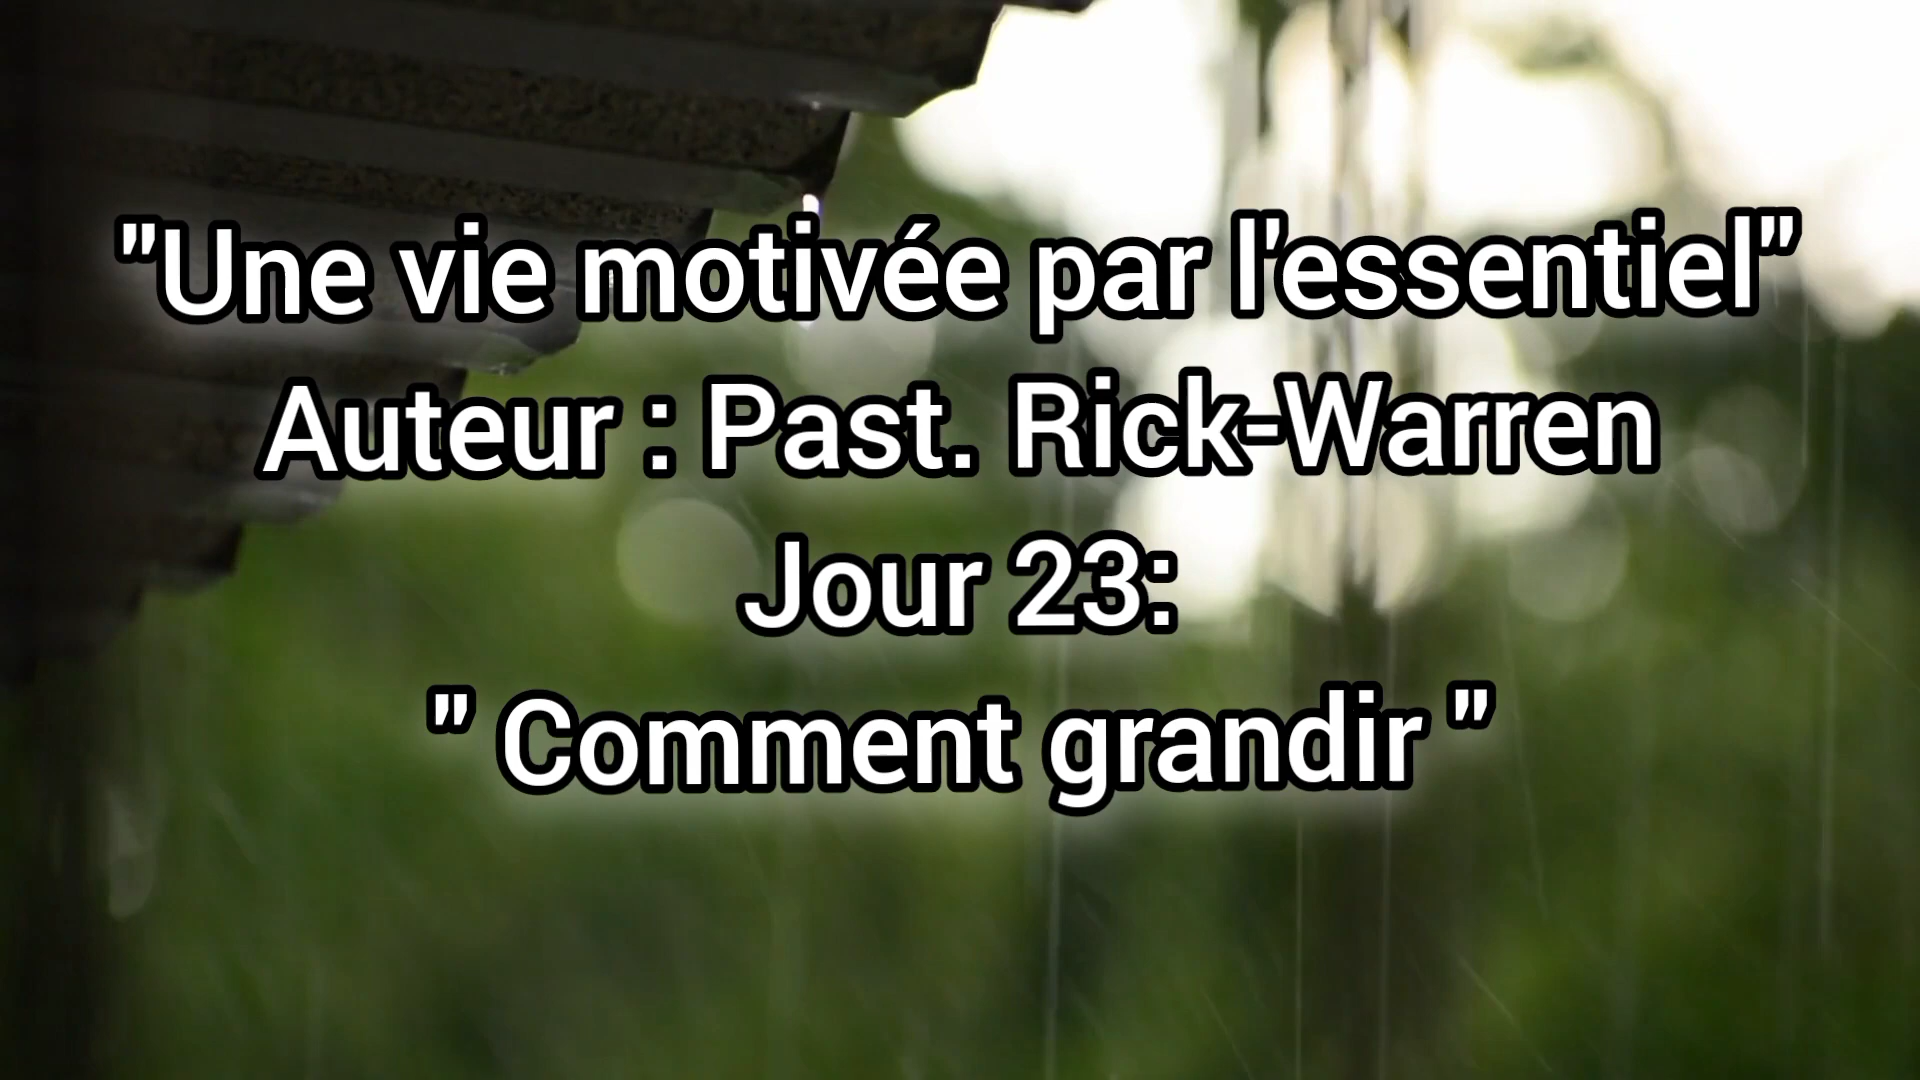 "Une vie motivée par l'essentiel"
Auteur : Past. Rick-Warren
Jour 23:
" Comment grandir "